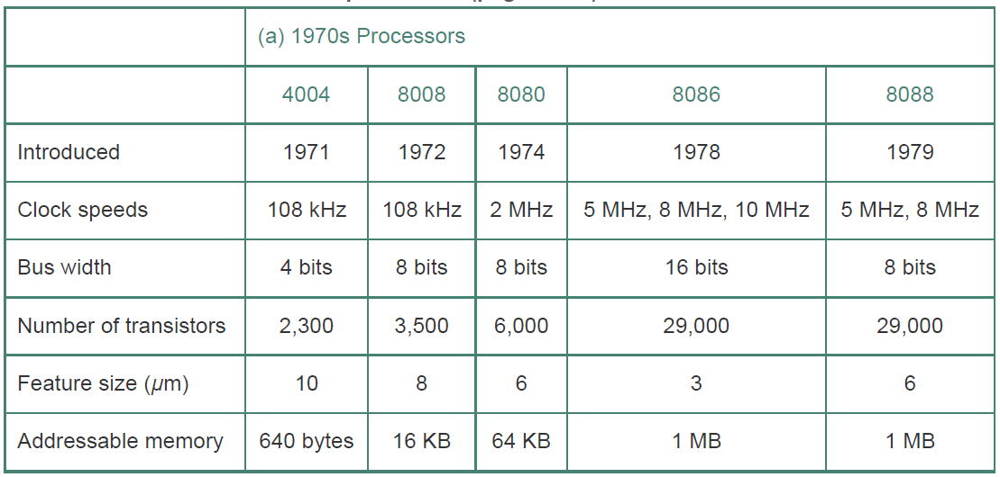 (a) 1970s Processors
4004 8008 8080 8086 8088
Introduced 1971 1972 1974 1978 1979
Clock speeds 108 kHz 108 kHz 2 MHz 5 MHz, 8 MHz, 10 MHz 5 MHz, 8 MHz
Bus width 4 bits 8 bits 8 bits 16 bits 8 bits
Number of transistors 2,300 3,500 6,000 29,000 29,000
Feature size (μm) 10 8 6 3 6
Addressable memory 640 bytes 16 KB 64 KB 1 MB 1 MB